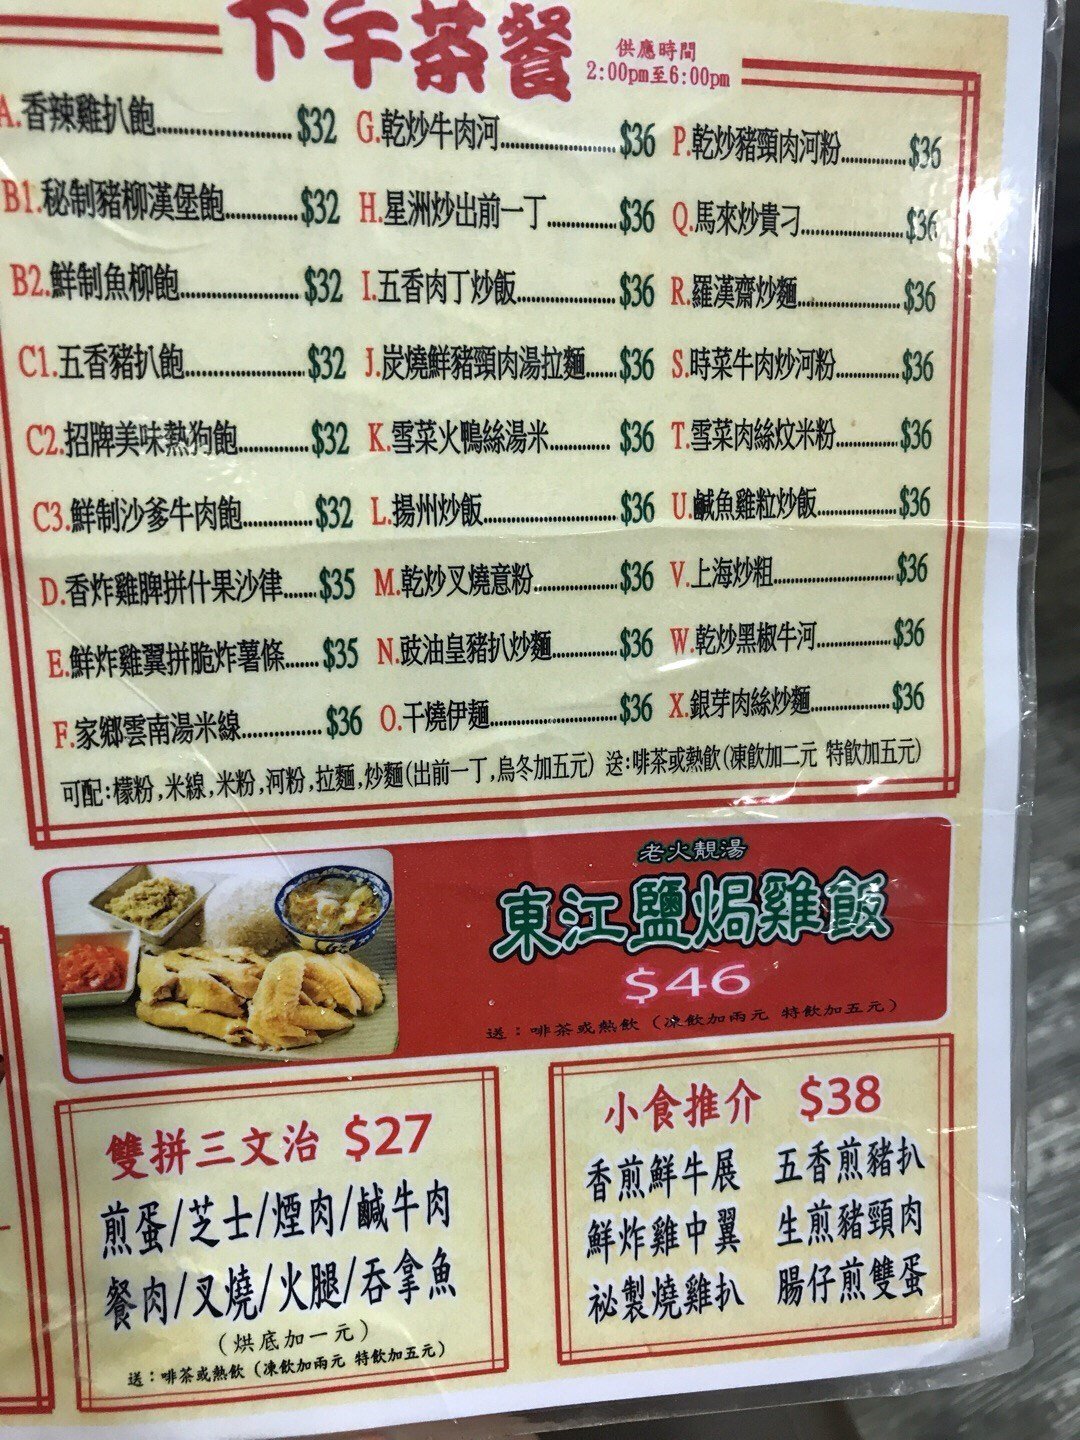 下午茶餐
供應時間
2:00pm至6:00pm
A.香辣雞扒飽 $32
B1.秘制豬柳漢堡飽 $32
B2.鮮制魚柳飽 $32
C1.五香豬扒飽 $32
C2.招牌美味熱狗飽 $32
C3.鮮制沙爹牛肉飽 $32
D.香炸雞脾拼什果沙律 $35
E.鮮炸雞翼拼脆炸薯條 $35
F.家鄉雲南湯米線 $36
G.乾炒牛肉河 $36
H.星洲炒出前一丁 $36
I.五香肉丁炒飯 $36
J.炭燒鮮豬頸肉湯拉麵 $36
K.雪菜火鴨絲湯米 $36
L.揚州炒飯 $36
M.乾炒叉燒意粉 $36
N.豉油皇豬扒炒麵 $36
O.干燒伊麵 $36
P.乾炒豬頸肉河粉 $36
Q.馬來炒貴刁 $36
R.羅漢齋炒麵 $36
S.時菜牛肉炒河粉 $36
T.雪菜肉絲炆米粉 $36
U.鹹魚雞粒炒飯 $36
V.上海炒粗 $36
W.乾炒黑椒牛河 $36
X.銀芽肉絲炒麵 $36
可配:檬粉,米線,米粉,河粉,拉麵,炒麵(出前一丁,烏冬加五元) 送:啡茶或熱飲(凍飲加二元 特飲加五元)
老火靚湯
東江鹽焗雞飯
$46
送：啡茶或熱飲（凍飲加兩元 特飲加五元）
雙拼三文治 $27
煎蛋/芝士/煙肉/鹹牛肉
餐肉/叉燒/火腿/吞拿魚
（烘底加一元）
送：啡茶或熱飲（凍飲加兩元 特飲加五元）
小食推介 $38
香煎鮮牛展 五香煎豬扒
鮮炸雞中翼 生煎豬頸肉
祕製燒雞扒 腸仔煎雙蛋